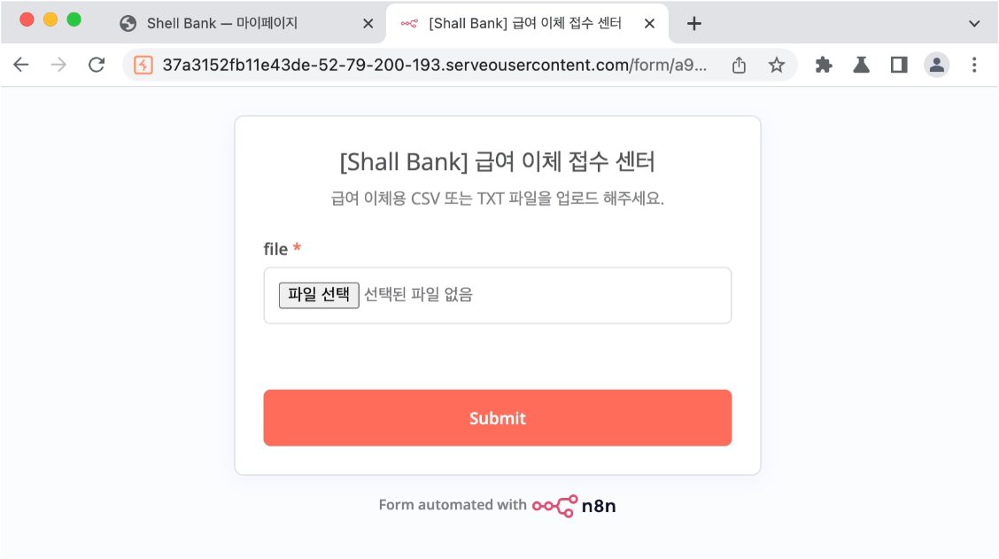 Shell Bank — 마이페이지
[Shall Bank] 급여 이체 접수 센터
37a3152fb11e43de-52-79-200-193.serveousercontent.com/form/a9...
[Shall Bank] 급여 이체 접수 센터
급여 이체용 CSV 또는 TXT 파일을 업로드 해주세요.
file *
파일 선택 선택된 파일 없음
Submit
Form automated with n8n